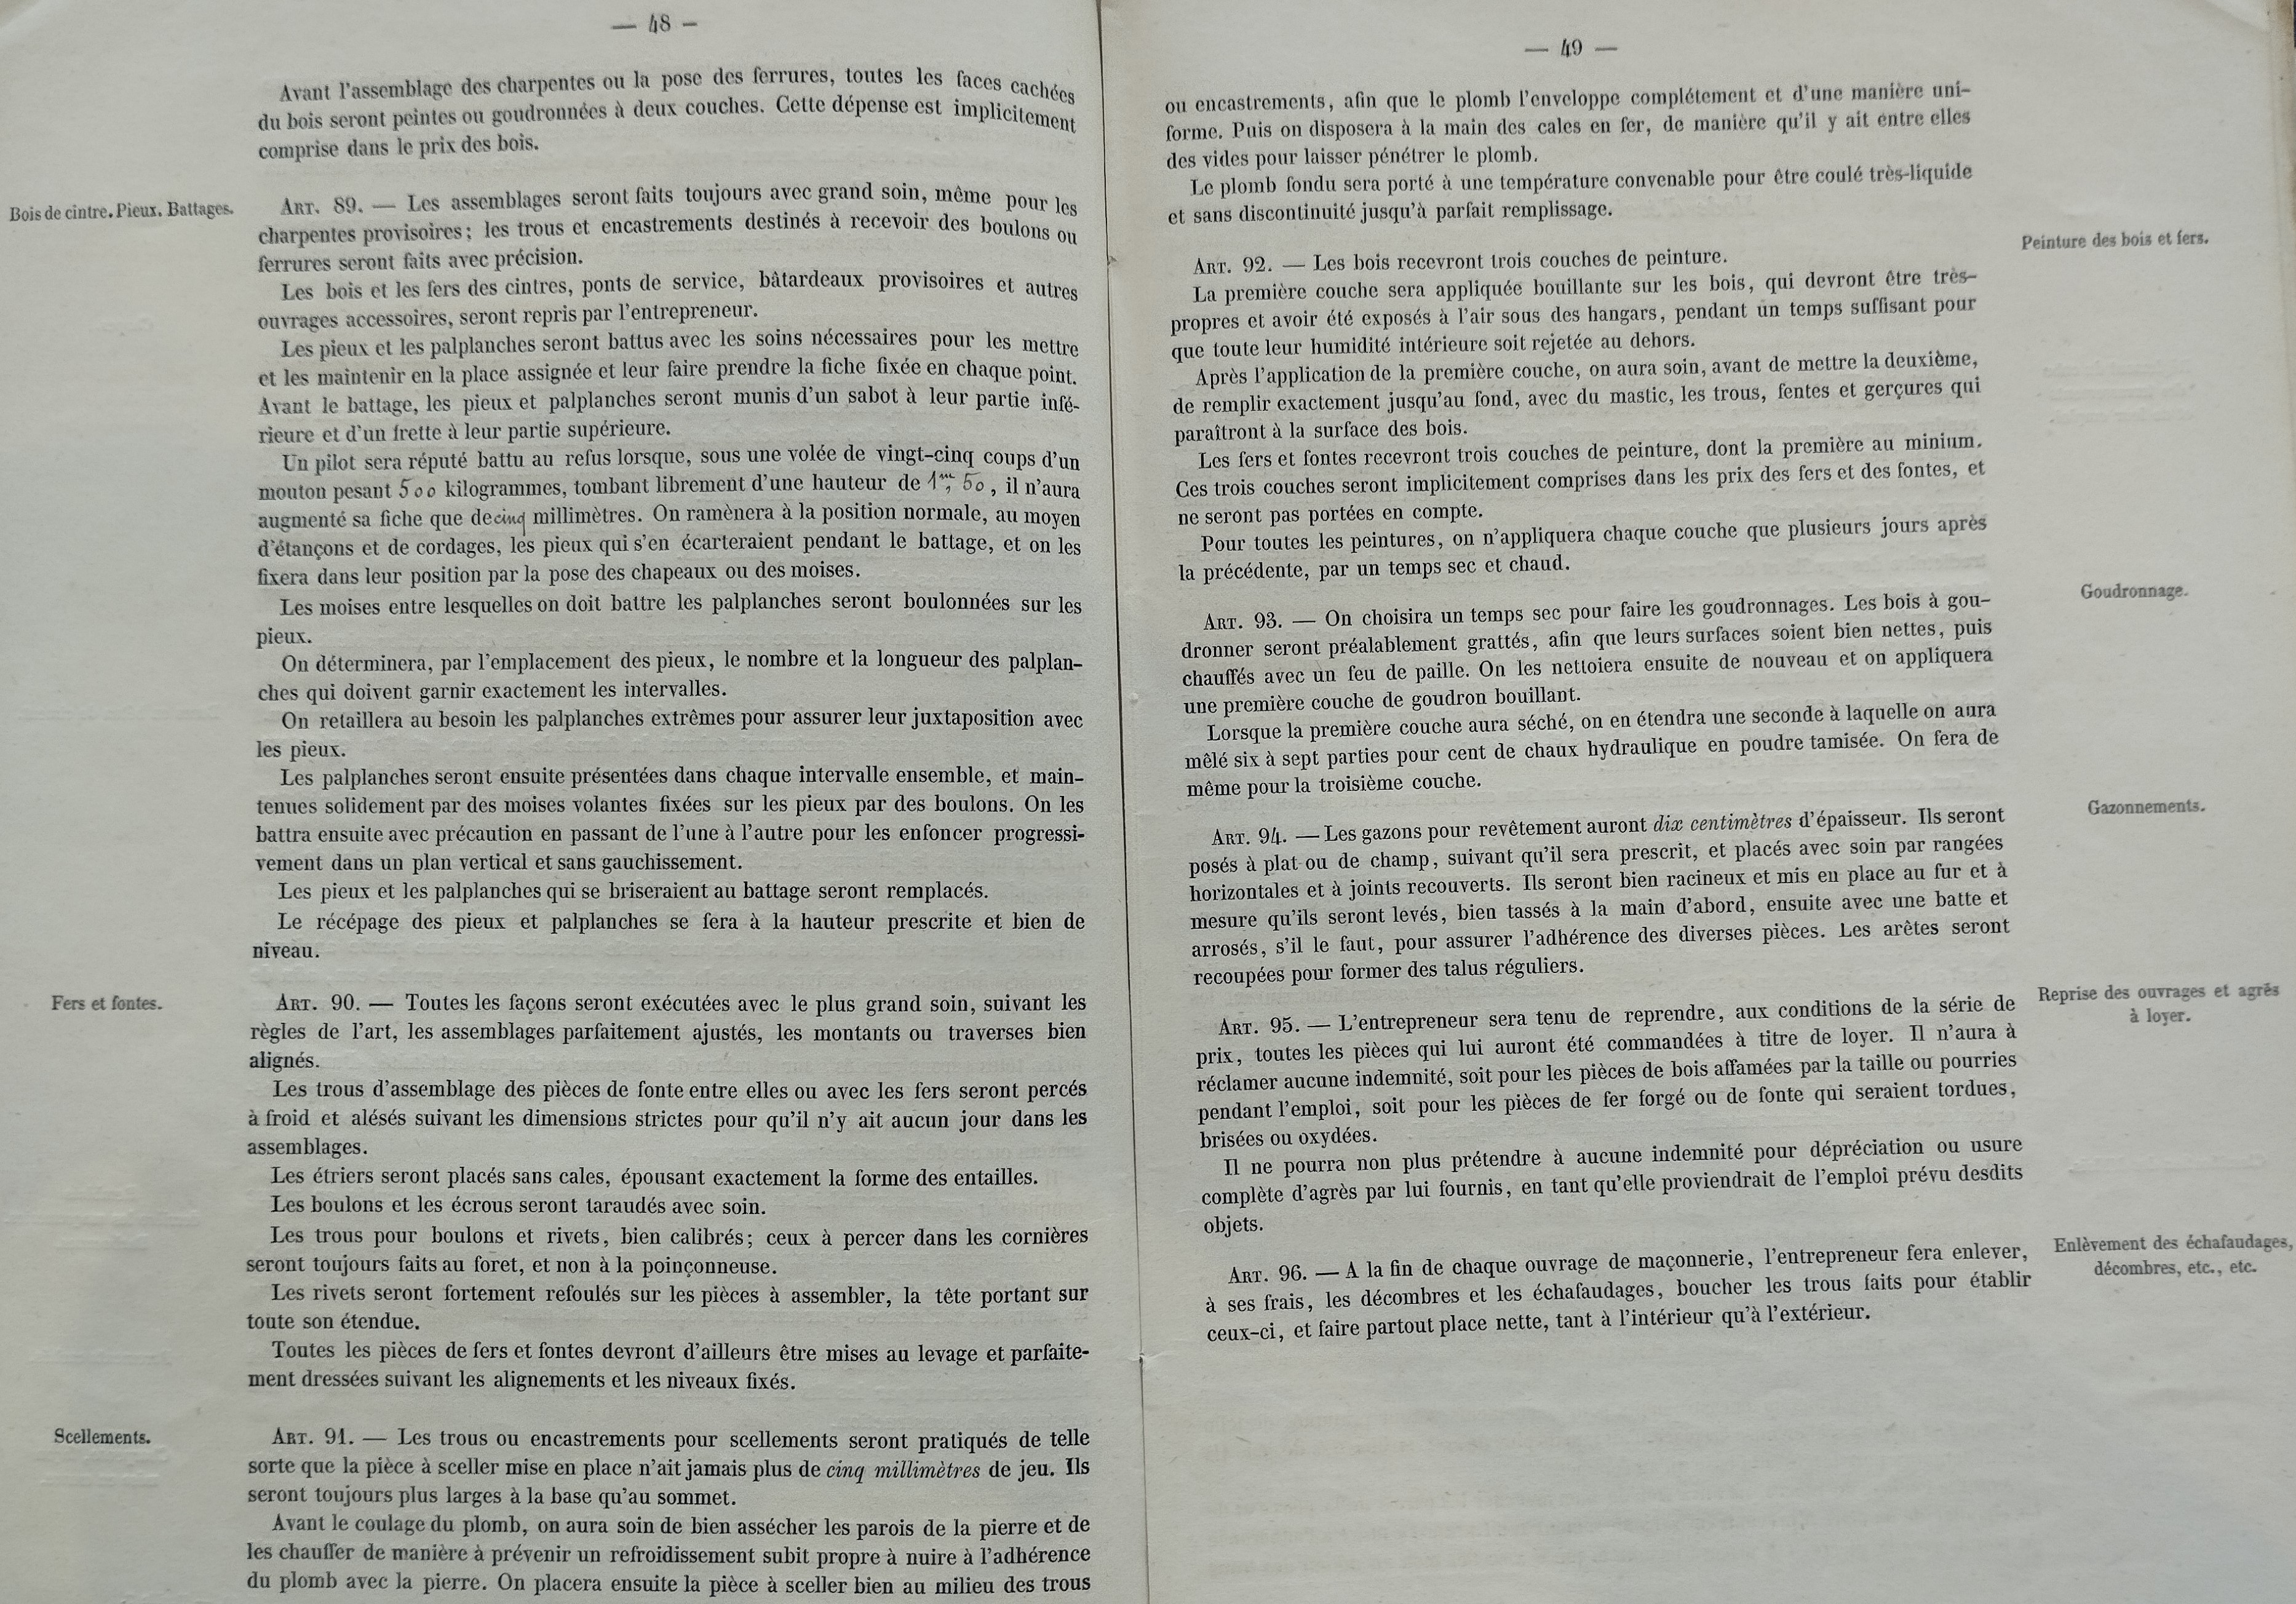 — 48 —
Avant l'assemblage des charpentes ou la pose des ferrures, toutes les faces cachées
du bois seront peintes ou goudronnées à deux couches. Cette dépense est implicitement
comprise dans le prix des bois.
Bois de cintre. Pieux. Battages.
ART. 89. — Les assemblages seront faits toujours avec grand soin, même pour les
charpentes provisoires; les trous et encastrements destinés à recevoir des boulons ou
ferrures seront faits avec précision.
Les bois et les fers des cintres, ponts de service, bâtardeaux provisoires et autres
ouvrages accessoires, seront repris par l'entrepreneur.
Les pieux et les palplanches seront battus avec les soins nécessaires pour les mettre
et les maintenir en la place assignée et leur faire prendre la fiche fixée en chaque point.
Avant le battage, les pieux et palplanches seront munis d'un sabot à leur partie infé-
rieure et d'un frette à leur partie supérieure.
Un pilot sera réputé battu au refus lorsque, sous une volée de vingt-cinq coups d'un
mouton pesant 500 kilogrammes, tombant librement d'une hauteur de 1m,50, il n'aura
augmenté sa fiche que de cinq millimètres. On ramènera à la position normale, au moyen
d'étançons et de cordages, les pieux qui s'en écarteraient pendant le battage, et on les
fixera dans leur position par la pose des chapeaux ou des moises.
Les moises entre lesquelles on doit battre les palplanches seront boulonnées sur les
pieux.
On déterminera, par l'emplacement des pieux, le nombre et la longueur des palplan-
ches qui doivent garnir exactement les intervalles.
On retaillera au besoin les palplanches extrêmes pour assurer leur juxtaposition avec
les pieux.
Les palplanches seront ensuite présentées dans chaque intervalle ensemble, et main-
tenues solidement par des moises volantes fixées sur les pieux par des boulons. On les
battra ensuite avec précaution en passant de l'une à l'autre pour les enfoncer progressi-
vement dans un plan vertical et sans gauchissement.
Les pieux et les palplanches qui se briseraient au battage seront remplacés.
Le récépage des pieux et palplanches se fera à la hauteur prescrite et bien de
niveau.
Fers et fontes.
ART. 90. — Toutes les façons seront exécutées avec le plus grand soin, suivant les
règles de l'art, les assemblages parfaitement ajustés, les montants ou traverses bien
alignés.
Les trous d'assemblage des pièces de fonte entre elles ou avec les fers seront percés
à froid et alésés suivant les dimensions strictes pour qu'il n'y ait aucun jour dans les
assemblages.
Les étriers seront placés sans cales, épousant exactement la forme des entailles.
Les boulons et les écrous seront taraudés avec soin.
Les trous pour boulons et rivets, bien calibrés; ceux à percer dans les cornières
seront toujours faits au foret, et non à la poinçonneuse.
Les rivets seront fortement refoulés sur les pièces à assembler, la tête portant sur
toute son étendue.
Toutes les pièces de fers et fontes devront d'ailleurs être mises au levage et parfaite-
ment dressées suivant les alignements et les niveaux fixés.
Scellements.
ART. 91. — Les trous ou encastrements pour scellements seront pratiqués de telle
sorte que la pièce à sceller mise en place n'ait jamais plus de cinq millimètres de jeu. Ils
seront toujours plus larges à la base qu'au sommet.
Avant le coulage du plomb, on aura soin de bien assécher les parois de la pierre et de
les chauffer de manière à prévenir un refroidissement subit propre à nuire à l'adhérence
du plomb avec la pierre. On placera ensuite la pièce à sceller bien au milieu des trous
— 49 —
ou encastrements, afin que le plomb l'enveloppe complétement et d'une manière uni-
forme. Puis on disposera à la main des cales en fer, de manière qu'il y ait entre elles
des vides pour laisser pénétrer le plomb.
Le plomb fondu sera porté à une température convenable pour être coulé très-liquide
et sans discontinuité jusqu'à parfait remplissage.
Peinture des bois et fers.
ART. 92. — Les bois recevront trois couches de peinture.
La première couche sera appliquée bouillante sur les bois, qui devront être très-
propres et avoir été exposés à l'air sous des hangars, pendant un temps suffisant pour
que toute leur humidité intérieure soit rejetée au dehors.
Après l'application de la première couche, on aura soin, avant de mettre la deuxième,
de remplir exactement jusqu'au fond, avec du mastic, les trous, fentes et gerçures qui
paraîtront à la surface des bois.
Les fers et fontes recevront trois couches de peinture, dont la première au minium.
Ces trois couches seront implicitement comprises dans les prix des fers et des fontes, et
ne seront pas portées en compte.
Pour toutes les peintures, on n'appliquera chaque couche que plusieurs jours après
la précédente, par un temps sec et chaud.
Goudronnage.
ART. 93. — On choisira un temps sec pour faire les goudronnages. Les bois à gou-
dronner seront préalablement grattés, afin que leurs surfaces soient bien nettes, puis
chauffés avec un feu de paille. On les nettoiera ensuite de nouveau et on appliquera
une première couche de goudron bouillant.
Lorsque la première couche aura séché, on en étendra une seconde à laquelle on aura
mêlé six à sept parties pour cent de chaux hydraulique en poudre tamisée. On fera de
même pour la troisième couche.
Gazonnements.
ART. 94. — Les gazons pour revêtement auront dix centimètres d'épaisseur. Ils seront
posés à plat ou de champ, suivant qu'il sera prescrit, et placés avec soin par rangées
horizontales et à joints recouverts. Ils seront bien racineux et mis en place au fur et à
mesure qu'ils seront levés, bien tassés à la main d'abord, ensuite avec une batte et
arrosés, s'il le faut, pour assurer l'adhérence des diverses pièces. Les arêtes seront
recoupées pour former des talus réguliers.
Reprise des ouvrages et agrès
à loyer.
ART. 95. — L'entrepreneur sera tenu de reprendre, aux conditions de la série de
prix, toutes les pièces qui lui auront été commandées à titre de loyer. Il n'aura à
réclamer aucune indemnité, soit pour les pièces de bois affamées par la taille ou pourries
pendant l'emploi, soit pour les pièces de fer forgé ou de fonte qui seraient tordues,
brisées ou oxydées.
Il ne pourra non plus prétendre à aucune indemnité pour dépréciation ou usure
complète d'agrès par lui fournis, en tant qu'elle proviendrait de l'emploi prévu desdits
objets.
Enlèvement des échafaudages,
décombres, etc., etc.
ART. 96. — A la fin de chaque ouvrage de maçonnerie, l'entrepreneur fera enlever,
à ses frais, les décombres et les échafaudages, boucher les trous faits pour établir
ceux-ci, et faire partout place nette, tant à l'intérieur qu'à l'extérieur.